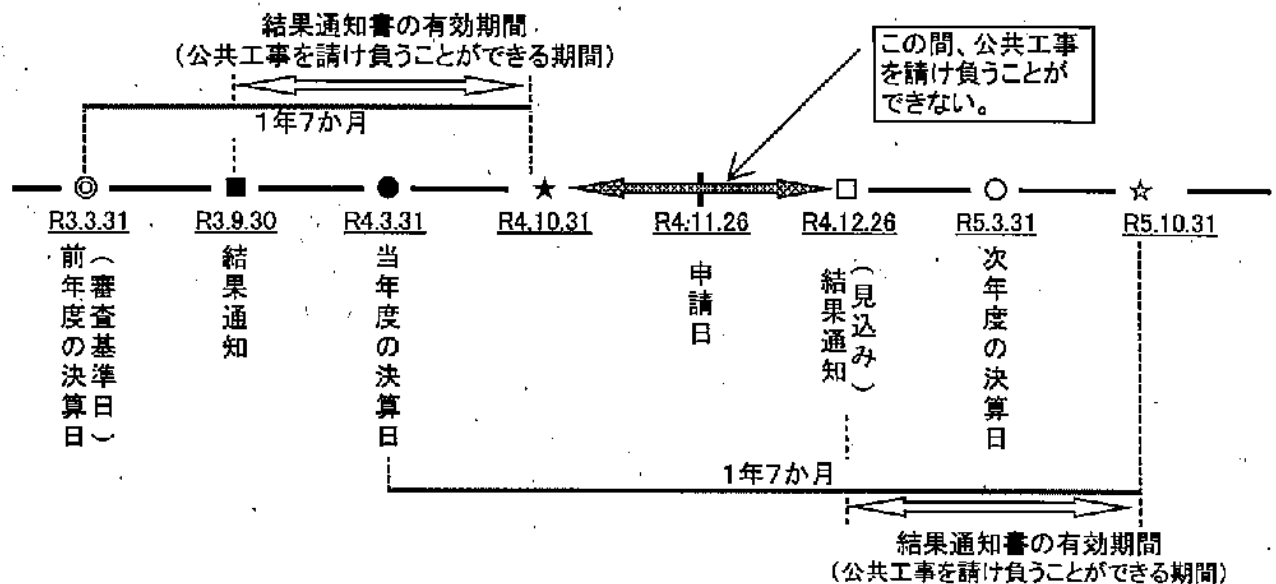 結果通知書の有効期間
（公共工事を請け負うことができる期間）
この間、公共工事
を請け負うことが
できない。
1年7か月
◎
■
●
★
□
○
☆
R3.3.31
R3.9.30
R4.3.31
R4.10.31
R4.11.26
R4.12.26
R5.3.31
R5.10.31
（審査基準日）
前年度の決算日
結果通知
当年度の決算日
申請日
（見込み）
結果通知
次年度の決算日
1年7か月
結果通知書の有効期間
（公共工事を請け負うことができる期間）